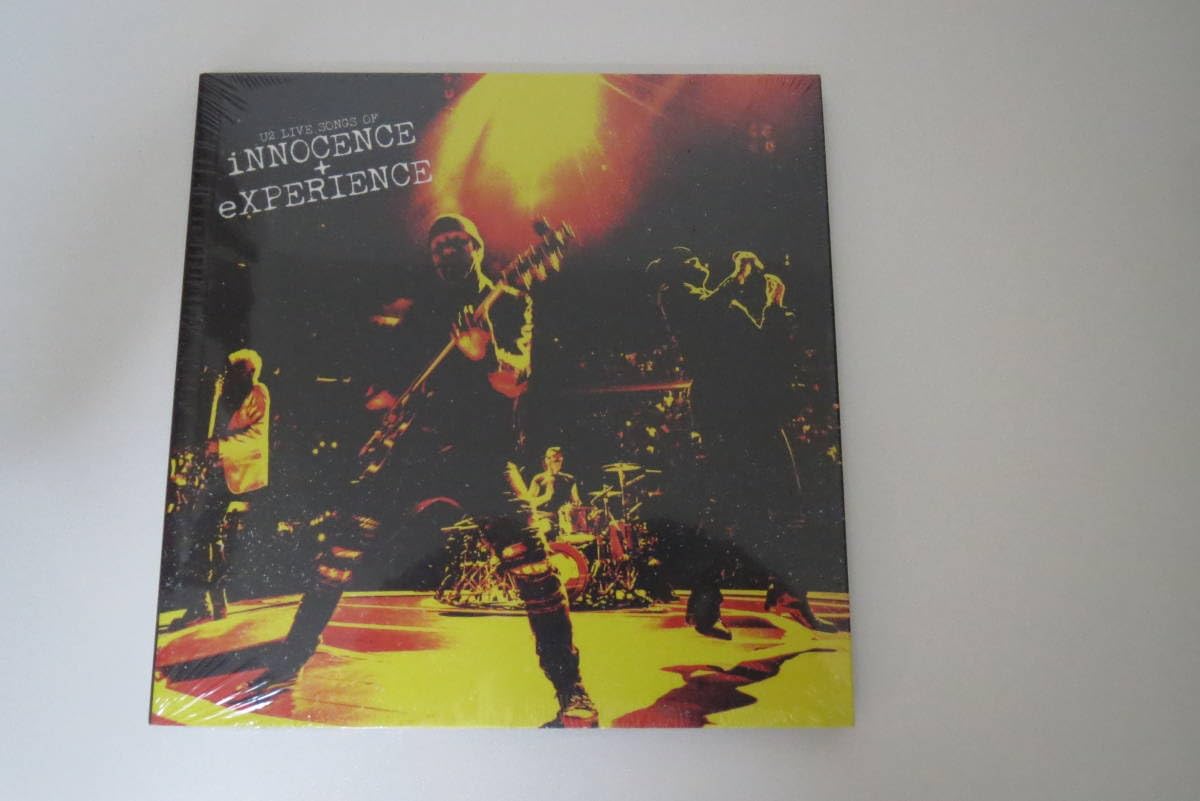 U2 LIVE SONGS OF
iNNOCENCE
+
eXPERIENCE